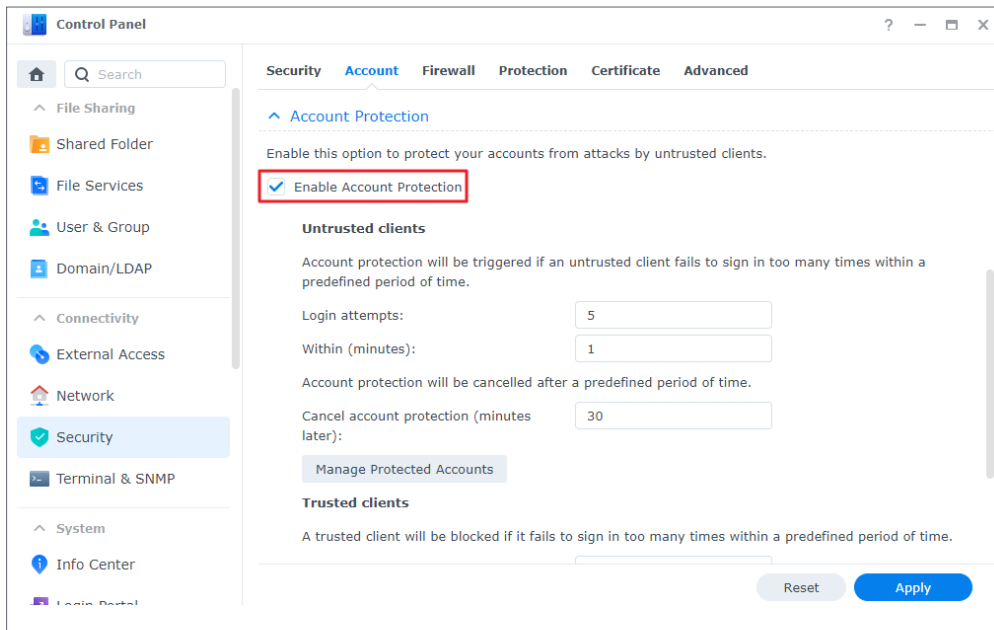 Control Panel
?
Search
File Sharing
Shared Folder
File Services
User & Group
Domain/LDAP
Connectivity
External Access
Network
Security
Terminal & SNMP
System
Info Center
Login Portal
Security Account Firewall Protection Certificate Advanced
Account Protection
Enable this option to protect your accounts from attacks by untrusted clients.
Enable Account Protection
Untrusted clients
Account protection will be triggered if an untrusted client fails to sign in too many times within a
predefined period of time.
Login attempts: 5
Within (minutes): 1
Account protection will be cancelled after a predefined period of time.
Cancel account protection (minutes 30
later):
Manage Protected Accounts
Trusted clients
A trusted client will be blocked if it fails to sign in too many times within a predefined period of time.
Reset Apply